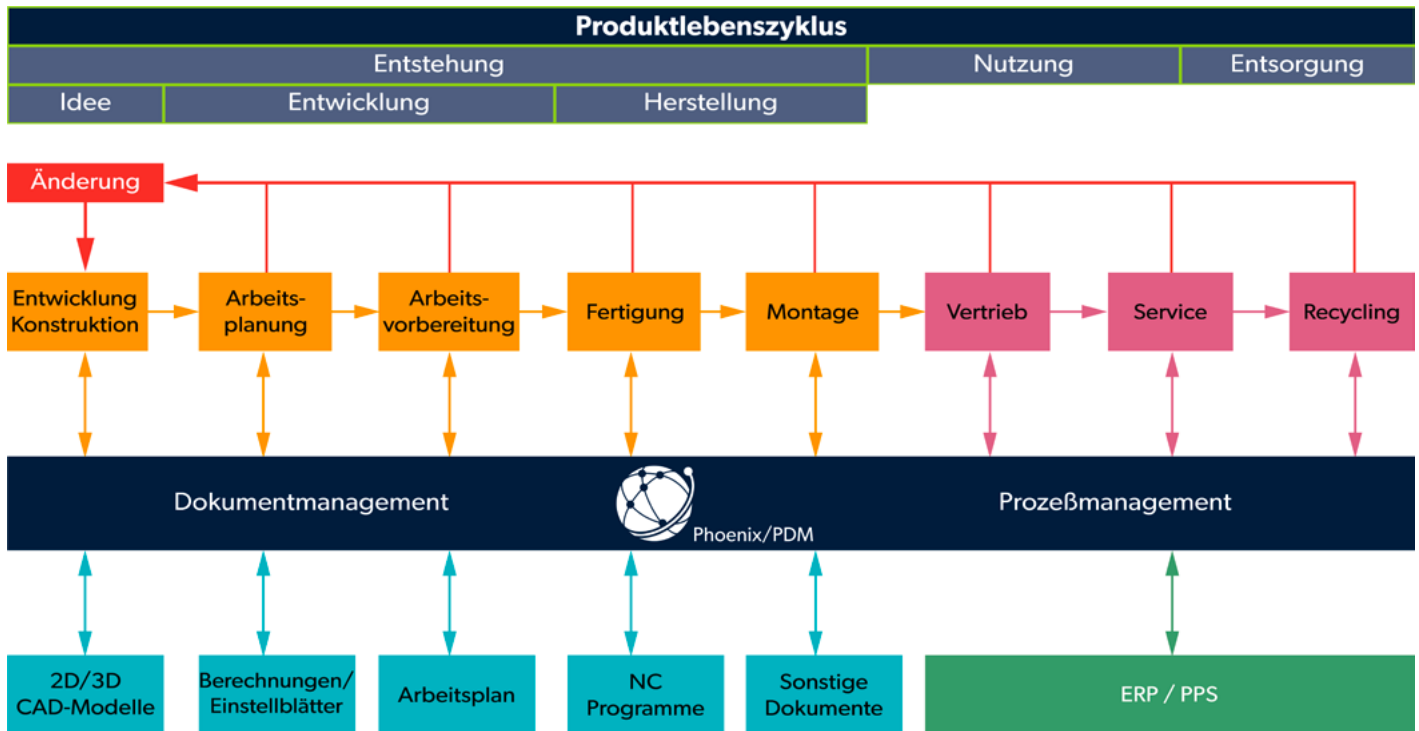 Produktlebenszyklus
Entstehung
Nutzung
Entsorgung
Idee
Entwicklung
Herstellung
Änderung
Entwicklung
Konstruktion
Arbeits-
planung
Arbeits-
vorbereitung
Fertigung
Montage
Vertrieb
Service
Recycling
Dokumentmanagement
Phoenix/PDM
Prozeßmanagement
2D/3D
CAD-Modelle
Berechnungen/
Einstellblätter
Arbeitsplan
NC
Programme
Sonstige
Dokumente
ERP / PPS